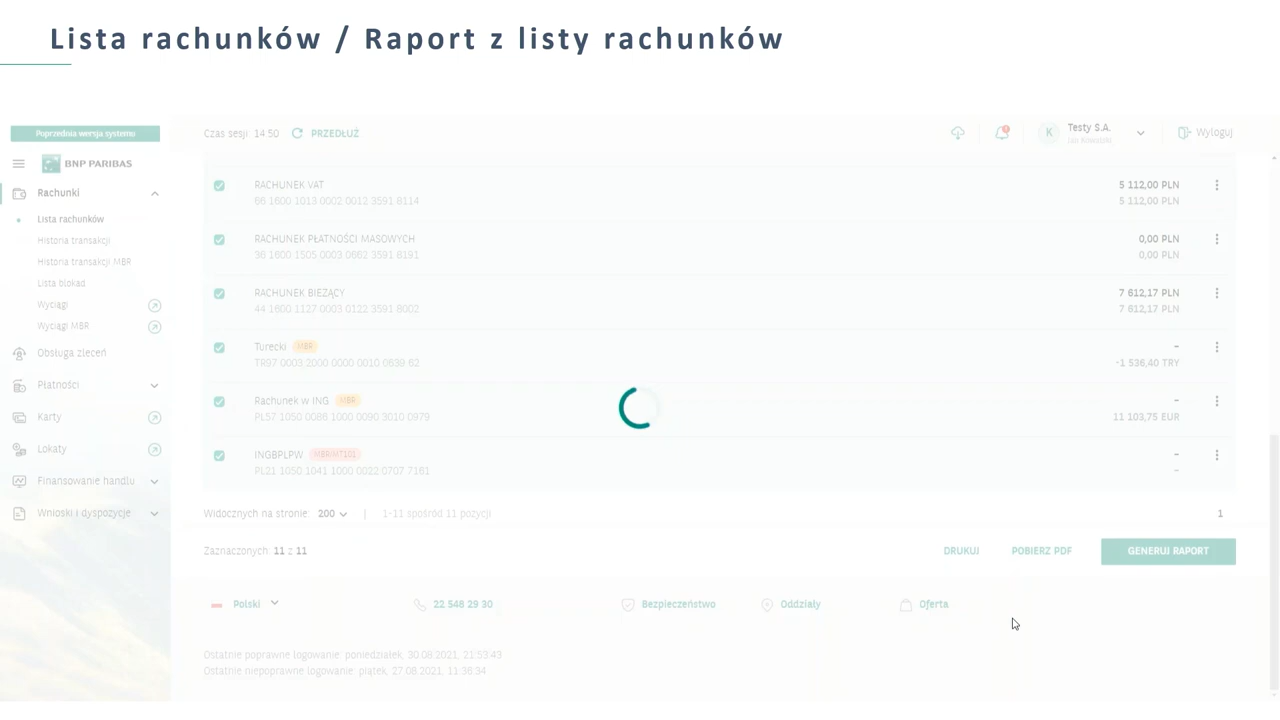 Lista rachunków / Raport z listy rachunków
Poprzednia wersja systemu
Czas sesji: 14:50 PRZEDŁUŻ
K Testy S.A.
Jan Kowalski
Wyloguj
BNP PARIBAS
Rachunki
Lista rachunków
Historia transakcji
Historia transakcji MBR
Lista blokad
Wyciągi
Wyciągi MBR
Obsługa zleceń
Płatności
Karty
Lokaty
Finansowanie handlu
Wnioski i dyspozycje
RACHUNEK VAT 5 112,00 PLN
66 1600 1013 0002 0012 3591 8114 5 112,00 PLN
RACHUNEK PŁATNOŚCI MASOWYCH 0,00 PLN
36 1600 1505 0003 0662 3591 8191 0,00 PLN
RACHUNEK BIEŻĄCY 7 612,17 PLN
44 1600 1127 0003 0122 3591 8002 7 612,17 PLN
Turecki MBR –
TR97 0003 2000 0000 0010 0639 62 -1 536,40 TRY
Rachunek w ING MBR –
PL57 1050 0086 1000 0090 3010 0979 11 103,75 EUR
INGBPLPW MBR/MT101 –
PL21 1050 1041 1000 0022 0707 7181 –
Widocznych na stronie: 200 | 1-11 spośród 11 pozycji 1
Zaznaczonych: 11 z 11 DRUKUJ POBIERZ PDF GENERUJ RAPORT
Polski 22 548 29 30 Bezpieczeństwo Oddziały Oferta
Ostatnie poprawne logowanie: poniedziałek, 30.08.2021, 21:53:43
Ostatnie niepoprawne logowanie: piątek, 27.08.2021, 11:36:34